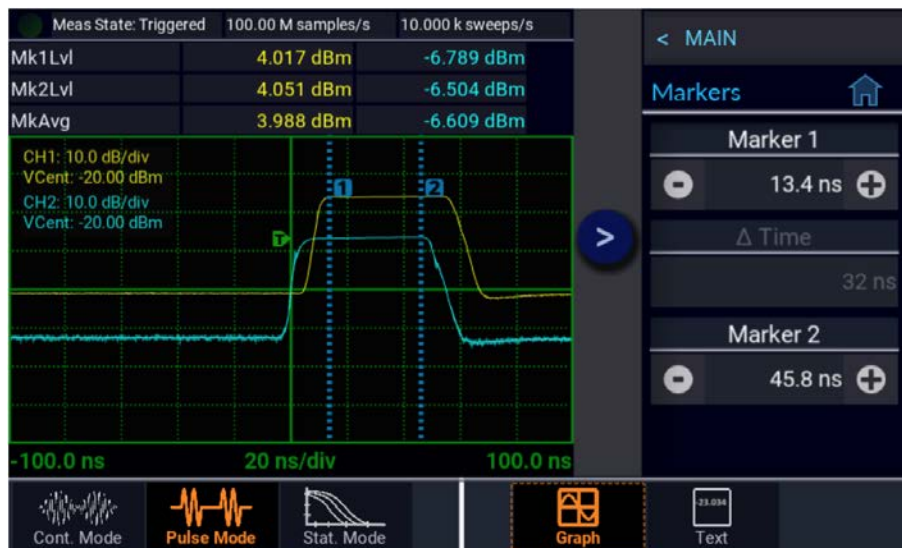 Meas State: Triggered 100.00 M samples/s 10.000 k sweeps/s
Mk1Lvl 4.017 dBm -6.789 dBm
Mk2Lvl 4.051 dBm -6.504 dBm
MkAvg 3.988 dBm -6.609 dBm
CH1: 10.0 dB/div
VCent: -20.00 dBm
CH2: 10.0 dB/div
VCent: -20.00 dBm
1 2
T
-100.0 ns 20 ns/div 100.0 ns
< MAIN
Markers
Marker 1
- 13.4 ns +
Δ Time
32 ns
Marker 2
- 45.8 ns +
>
Cont. Mode Pulse Mode Stat. Mode Graph
-23.034
Text